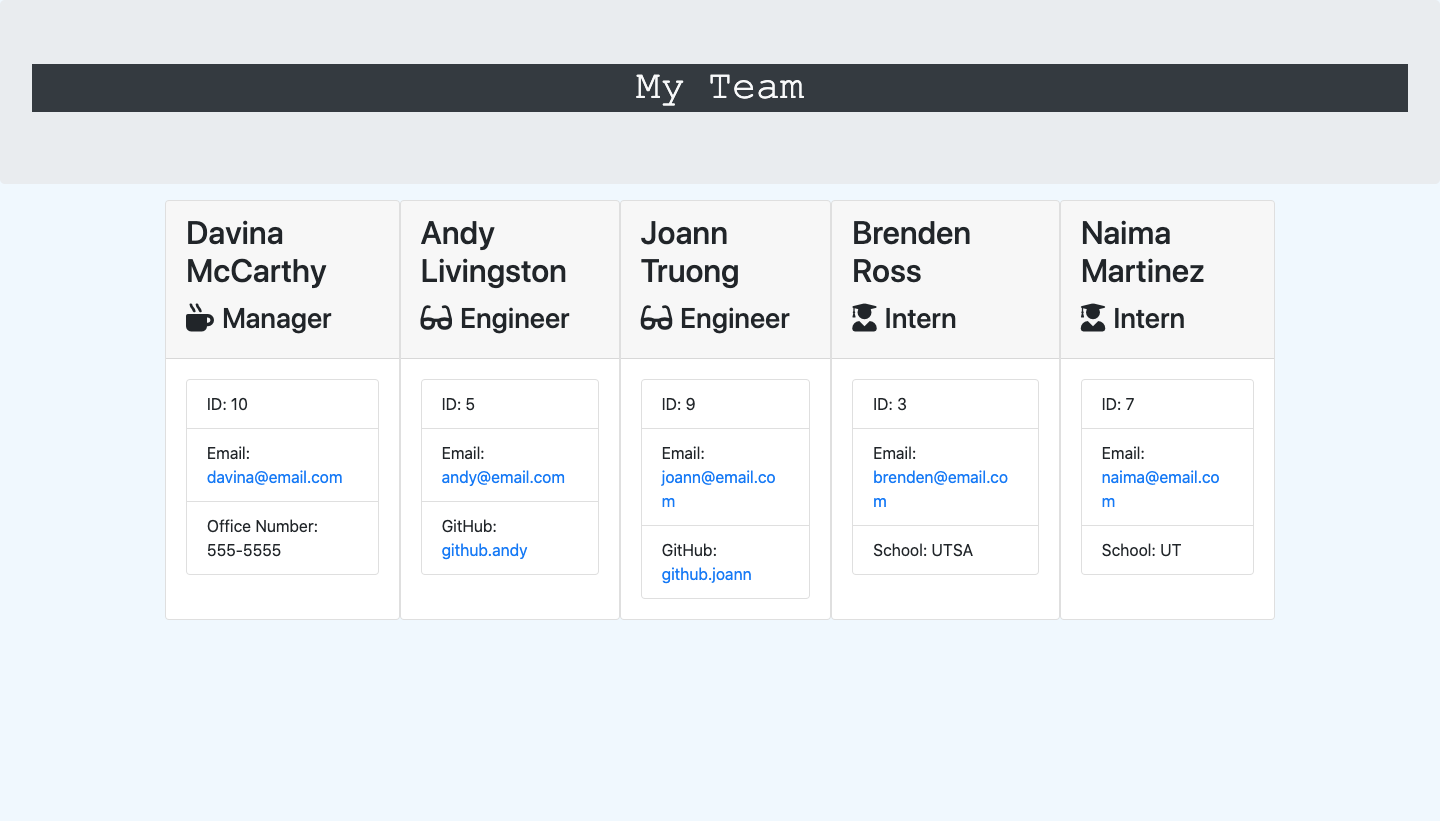 My Team
Davina
McCarthy
Manager
ID: 10
Email:
davina@email.com
Office Number:
555-5555
Andy
Livingston
Engineer
ID: 5
Email:
andy@email.com
GitHub:
github.andy
Joann
Truong
Engineer
ID: 9
Email:
joann@email.co
m
GitHub:
github.joann
Brenden
Ross
Intern
ID: 3
Email:
brenden@email.co
m
School: UTSA
Naima
Martinez
Intern
ID: 7
Email:
naima@email.co
m
School: UT